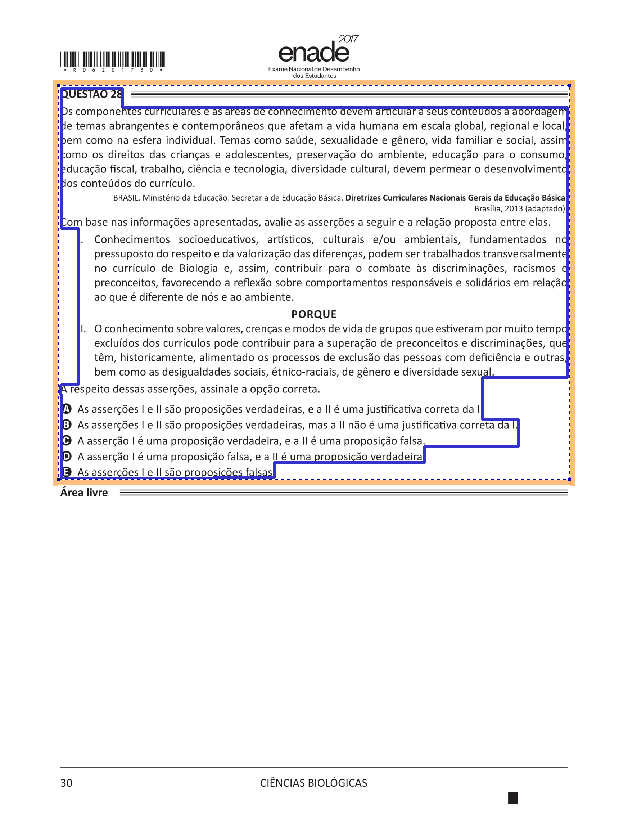 *R0620173D*
2017
enade
Exame Nacional de Desempenho
dos Estudantes
QUESTÃO 28
Os componentes curriculares e as áreas de conhecimento devem articular a seus conteúdos a abordagem
de temas abrangentes e contemporâneos que afetam a vida humana em escala global, regional e local,
bem como na esfera individual. Temas como saúde, sexualidade e gênero, vida familiar e social, assim
como os direitos das crianças e adolescentes, preservação do ambiente, educação para o consumo,
educação fiscal, trabalho, ciência e tecnologia, diversidade cultural, devem permear o desenvolvimento
dos conteúdos do currículo.
BRASIL. Ministério da Educação. Secretaria de Educação Básica. Diretrizes Curriculares Nacionais Gerais da Educação Básica.
Brasília, 2013 (adaptado).
Com base nas informações apresentadas, avalie as asserções a seguir e a relação proposta entre elas.
I. Conhecimentos socioeducativos, artísticos, culturais e/ou ambientais, fundamentados no
pressuposto do respeito e da valorização das diferenças, podem ser trabalhados transversalmente
no currículo de Biologia e, assim, contribuir para o combate às discriminações, racismos e
preconceitos, favorecendo a reflexão sobre comportamentos responsáveis e solidários em relação
ao que é diferente de nós e ao ambiente.
PORQUE
II. O conhecimento sobre valores, crenças e modos de vida de grupos que estiveram por muito tempo
excluídos dos currículos pode contribuir para a superação de preconceitos e discriminações, que
têm, historicamente, alimentado os processos de exclusão das pessoas com deficiência e outras,
bem como as desigualdades sociais, étnico-raciais, de gênero e diversidade sexual.
A respeito dessas asserções, assinale a opção correta.
A As asserções I e II são proposições verdadeiras, e a II é uma justificativa correta da I.
B As asserções I e II são proposições verdadeiras, mas a II não é uma justificativa correta da I.
C A asserção I é uma proposição verdadeira, e a II é uma proposição falsa.
D A asserção I é uma proposição falsa, e a II é uma proposição verdadeira.
E As asserções I e II são proposições falsas.
Área livre
30
CIÊNCIAS BIOLÓGICAS